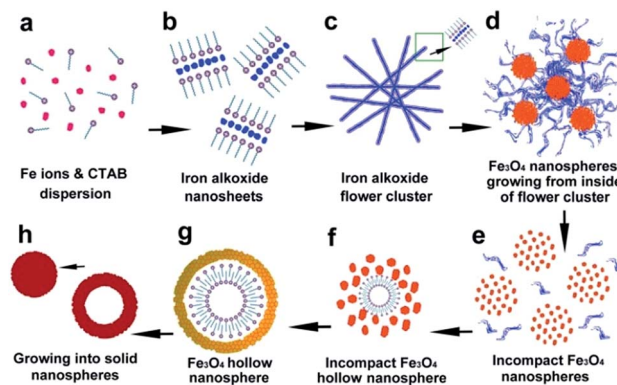 a
Fe ions & CTAB
dispersion
b
Iron alkoxide
nanosheets
c
Iron alkoxide
flower cluster
d
Fe₃O₄ nanospheres
growing from inside
of flower cluster
e
Incompact Fe₃O₄
nanospheres
f
Incompact Fe₃O₄
hollow nanosphere
g
Fe₃O₄ hollow
nanosphere
h
Growing into solid
nanospheres